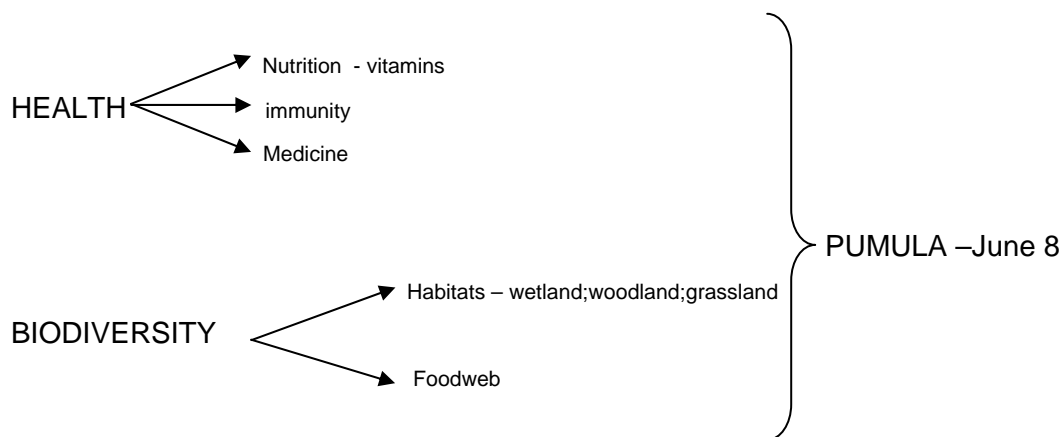 Nutrition - vitamins
HEALTH
immunity
Medicine
PUMULA –June 8
Habitats – wetland;woodland;grassland
BIODIVERSITY
Foodweb